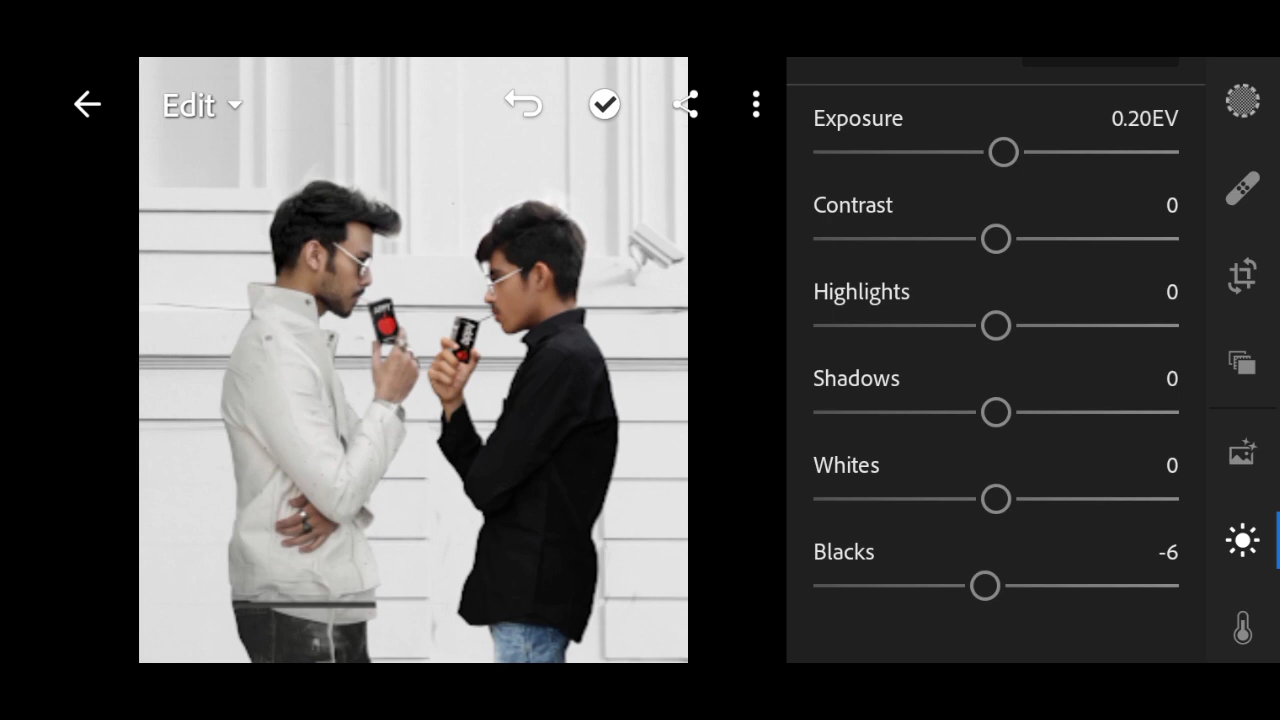 Edit
Exposure 0.20EV
Contrast 0
Highlights 0
Shadows 0
Whites 0
Blacks -6